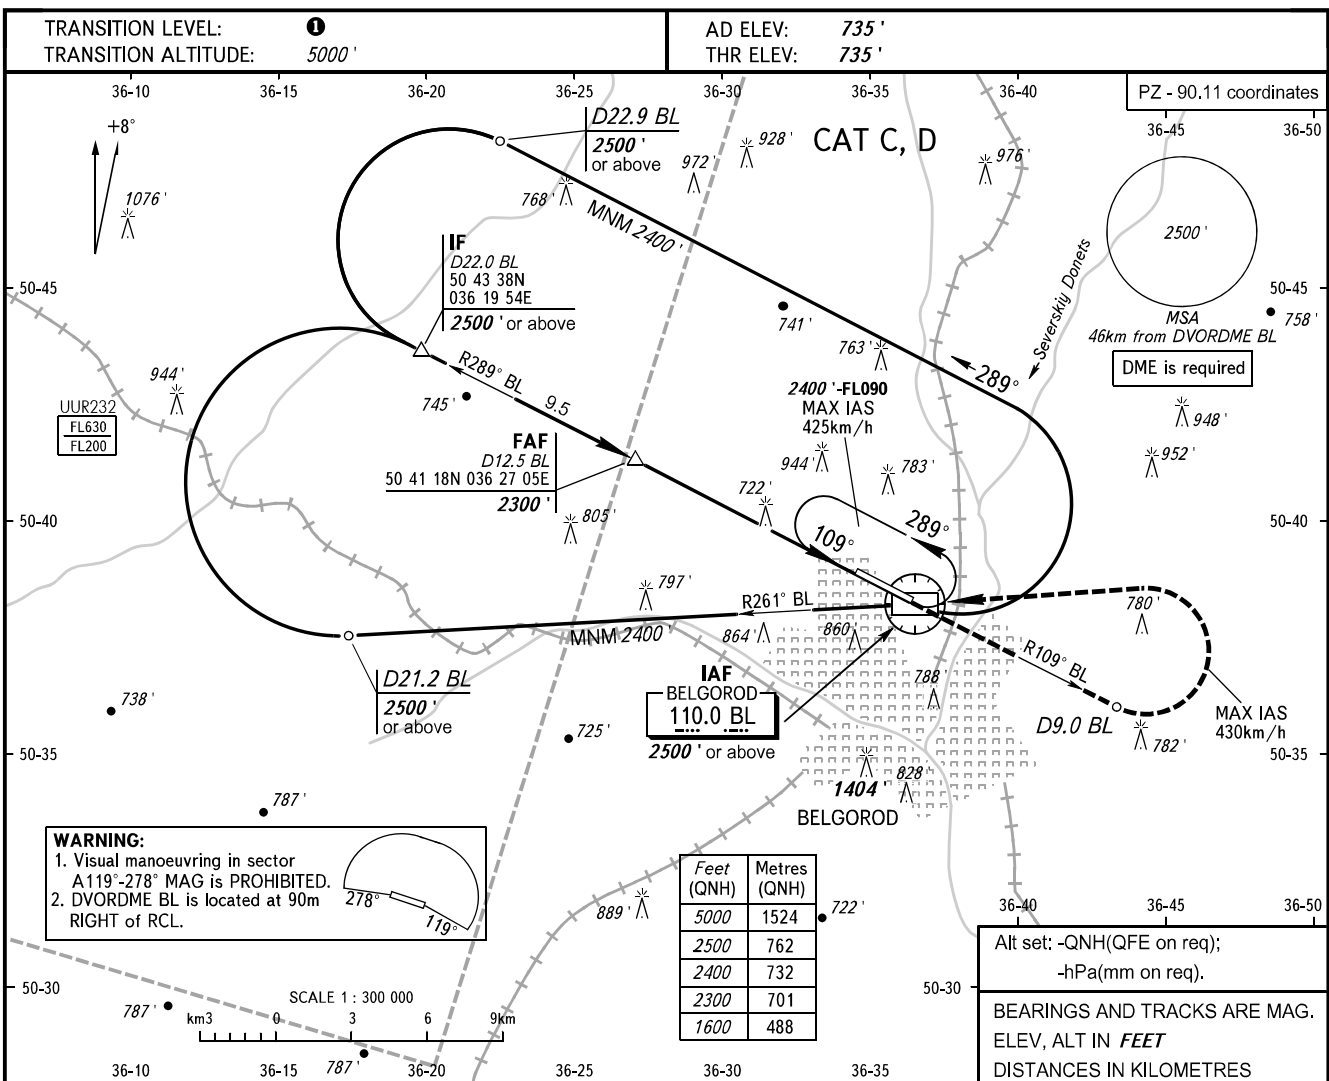 TRANSITION LEVEL: ❶
TRANSITION ALTITUDE: 5000 '
AD ELEV: 735 '
THR ELEV: 735 '
36-10 36-15 36-20 36-25 36-30 36-35 36-40
PZ - 90.11 coordinates
36-45 36-50
+8°
D22.9 BL
2500 '
or above
CAT C, D
928 '
972 '
976 '
768 '
1076 '
MNM 2400 '
2500 '
MSA
46km from DVORDME BL
DME is required
Severskiy Donets
IF
D22.0 BL
50 43 38N
036 19 54E
2500 ' or above
50-45
50-45
741 '
758 '
763 '
289°
944 '
R289° BL
9.5
745 '
2400 '-FL090
MAX IAS
425km/h
UUR232
FL630
FL200
948 '
952 '
FAF
D12.5 BL
50 41 18N 036 27 05E
2300 '
944 '
783 '
722 '
805 '
50-40
50-40
289°
109°
797 '
R261° BL
MNM 2400 '
864 '
860 '
780 '
R109° BL
788 '
D21.2 BL
2500 '
or above
IAF
BELGOROD
110.0 BL
2500 ' or above
D9.0 BL
MAX IAS
430km/h
738 '
725 '
782 '
50-35
50-35
1404 '
828 '
BELGOROD
787 '
WARNING:
1. Visual manoeuvring in sector
A119°-278° MAG is PROHIBITED.
2. DVORDME BL is located at 90m
RIGHT of RCL.
278°
119°
889 '
Feet (QNH) Metres (QNH)
5000 1524
2500 762
2400 732
2300 701
1600 488
722 '
36-40 36-45 36-50
Alt set: -QNH(QFE on req);
-hPa(mm on req).
50-30
50-30
787 '
SCALE 1 : 300 000
km3 0 3 6 9km
787 '
BEARINGS AND TRACKS ARE MAG.
ELEV, ALT IN FEET
DISTANCES IN KILOMETRES
36-10 36-15 36-20 36-25 36-30 36-35